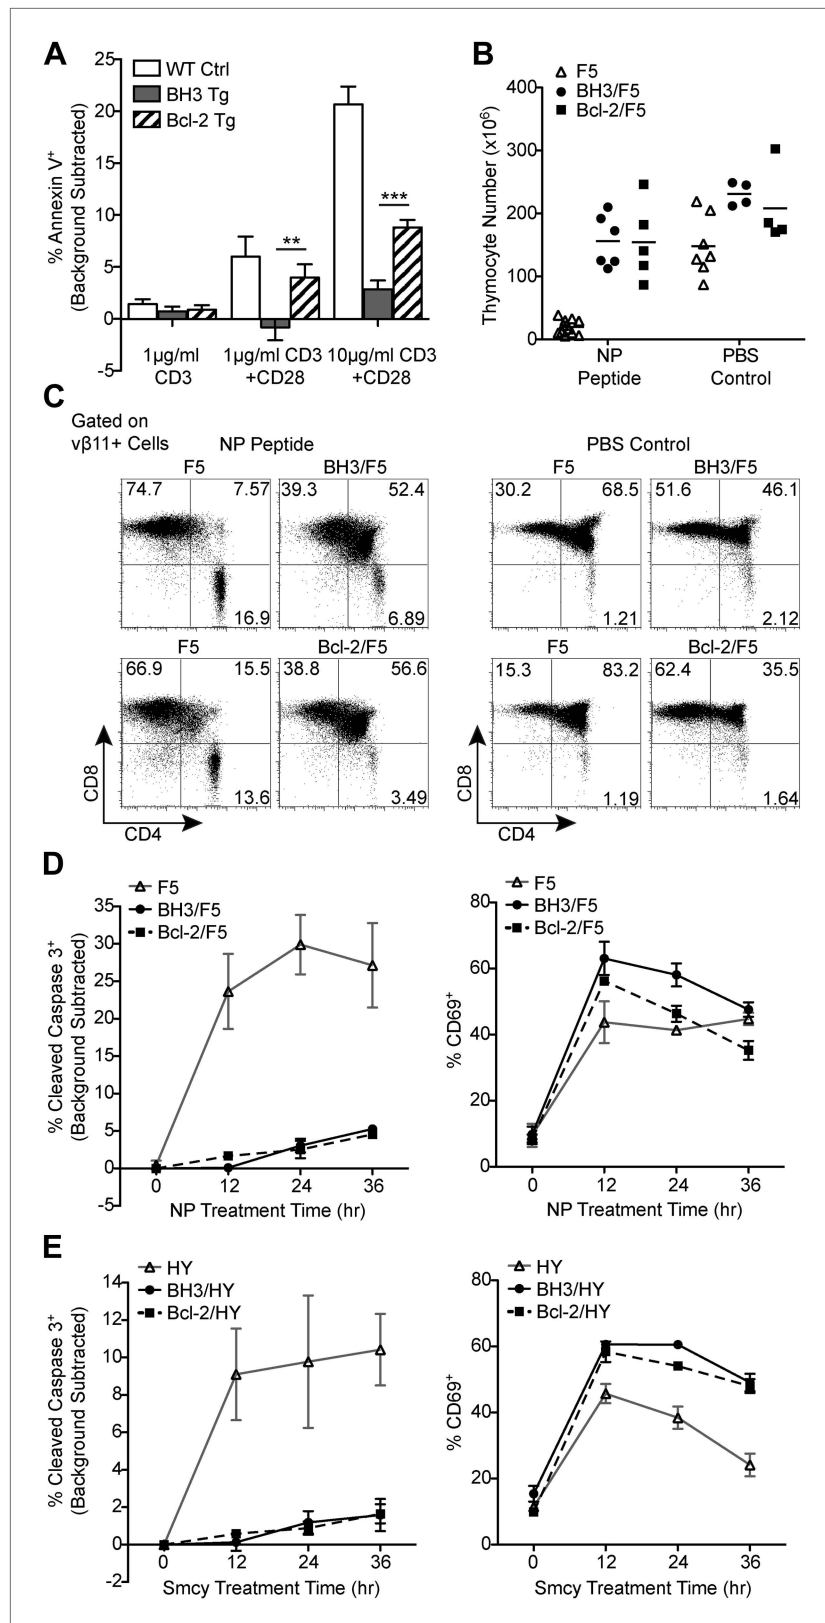 A
% Annexin V+
(Background Subtracted)
25
20
15
10
5
0
-5
WT Ctrl
BH3 Tg
Bcl-2 Tg
**
***
1μg/ml
CD3
1μg/ml CD3
+CD28
10μg/ml CD3
+CD28
B
F5
BH3/F5
Bcl-2/F5
Thymocyte Number (x10⁶)
400
300
200
100
0
NP
Peptide
PBS
Control
C
Gated on
vβ11+ Cells
NP Peptide
PBS Control
F5
BH3/F5
F5
BH3/F5
74.7 7.57
16.9
39.3 52.4
6.89
30.2 68.5
1.21
51.6 46.1
2.12
F5
Bcl-2/F5
F5
Bcl-2/F5
66.9 15.5
13.6
38.8 56.6
3.49
15.3 83.2
1.19
62.4 35.5
1.64
CD8
CD4
CD8
CD4
D
F5
BH3/F5
Bcl-2/F5
% Cleaved Caspase 3+
(Background Subtracted)
35
30
25
20
15
10
5
0
-5
0 12 24 36
NP Treatment Time (hr)
F5
BH3/F5
Bcl-2/F5
% CD69+
80
60
40
20
0
0 12 24 36
NP Treatment Time (hr)
E
HY
BH3/HY
Bcl-2/HY
% Cleaved Caspase 3+
(Background Subtracted)
14
12
10
8
6
4
2
0
-2
0 12 24 36
Smcy Treatment Time (hr)
HY
BH3/HY
Bcl-2/HY
% CD69+
80
60
40
20
0
0 12 24 36
Smcy Treatment Time (hr)